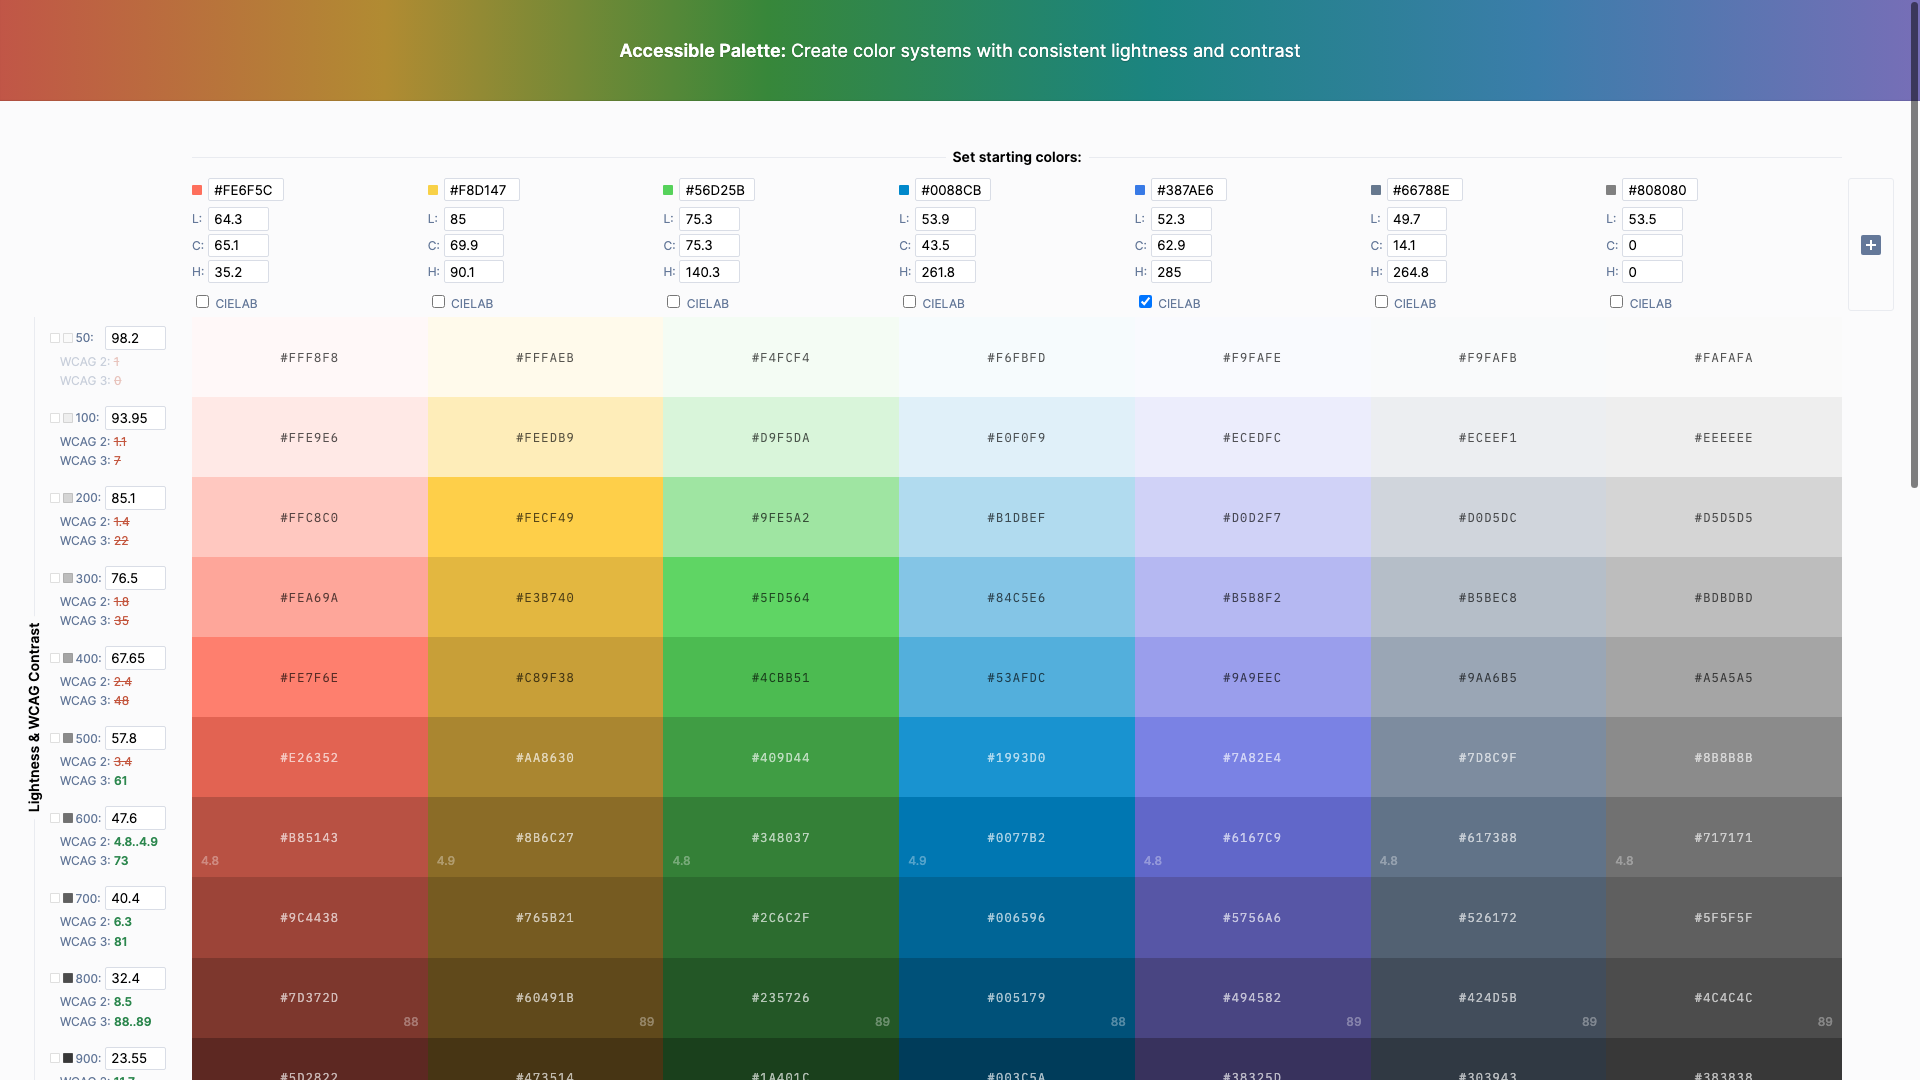 Accessible Palette: Create color systems with consistent lightness and contrast
Set starting colors:
#FE6F5C #F8D147 #56D25B #0088CB #387AE6 #66788E #808080
L: 64.3 L: 85 L: 75.3 L: 53.9 L: 52.3 L: 49.7 L: 53.5
C: 65.1 C: 69.9 C: 75.3 C: 43.5 C: 62.9 C: 14.1 C: 0
H: 35.2 H: 90.1 H: 140.3 H: 261.8 H: 285 H: 264.8 H: 0
CIELAB CIELAB CIELAB CIELAB CIELAB CIELAB CIELAB
Lightness & WCAG Contrast
50: 98.2
WCAG 2: 1
WCAG 3: 0
#FFF8F8 #FFFAEB #F4FCF4 #F6FBFD #F9FAFE #F9FAFB #FAFAFA
100: 93.95
WCAG 2: 1.1
WCAG 3: 7
#FFE9E6 #FEEDB9 #D9F5DA #E0F0F9 #ECEDFC #ECEEF1 #EEEEEE
200: 85.1
WCAG 2: 1.4
WCAG 3: 22
#FFC8C0 #FECF49 #9FE5A2 #B1DBEF #D0D2F7 #D0D5DC #D5D5D5
300: 76.5
WCAG 2: 1.8
WCAG 3: 35
#FEA69A #E3B740 #5FD564 #84C5E6 #B5B8F2 #B5BEC8 #BDBDBD
400: 67.65
WCAG 2: 2.4
WCAG 3: 48
#FE7F6E #C89F38 #4CBB51 #53AFDC #9A9EEC #9AA6B5 #A5A5A5
500: 57.8
WCAG 2: 3.4
WCAG 3: 61
#E26352 #AA8630 #409D44 #1993D0 #7A82E4 #7D8C9F #8B8B8B
600: 47.6
WCAG 2: 4.8..4.9
WCAG 3: 73
#B85143 #8B6C27 #348037 #0077B2 #6167C9 #617388 #717171
4.8 4.9 4.8 4.9 4.8 4.8 4.8
700: 40.4
WCAG 2: 6.3
WCAG 3: 81
#9C4438 #765B21 #2C6C2F #006596 #5756A6 #526172 #5F5F5F
800: 32.4
WCAG 2: 8.5
WCAG 3: 88..89
#7D372D #60491B #235726 #005179 #494582 #424D5B #4C4C4C
88 89 89 88 89 89 89
900: 23.55
WCAG 2: 11.7
#5D2822 #473514 #1A401C #003C5A #38325D #303943 #383838